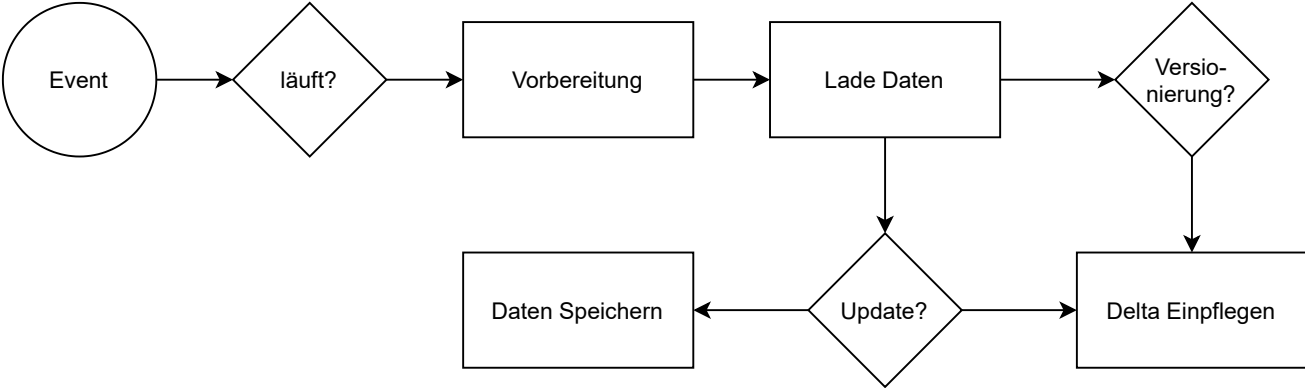 Event
läuft?
Vorbereitung
Lade Daten
Versio-
nierung?
Daten Speichern
Update?
Delta Einpflegen